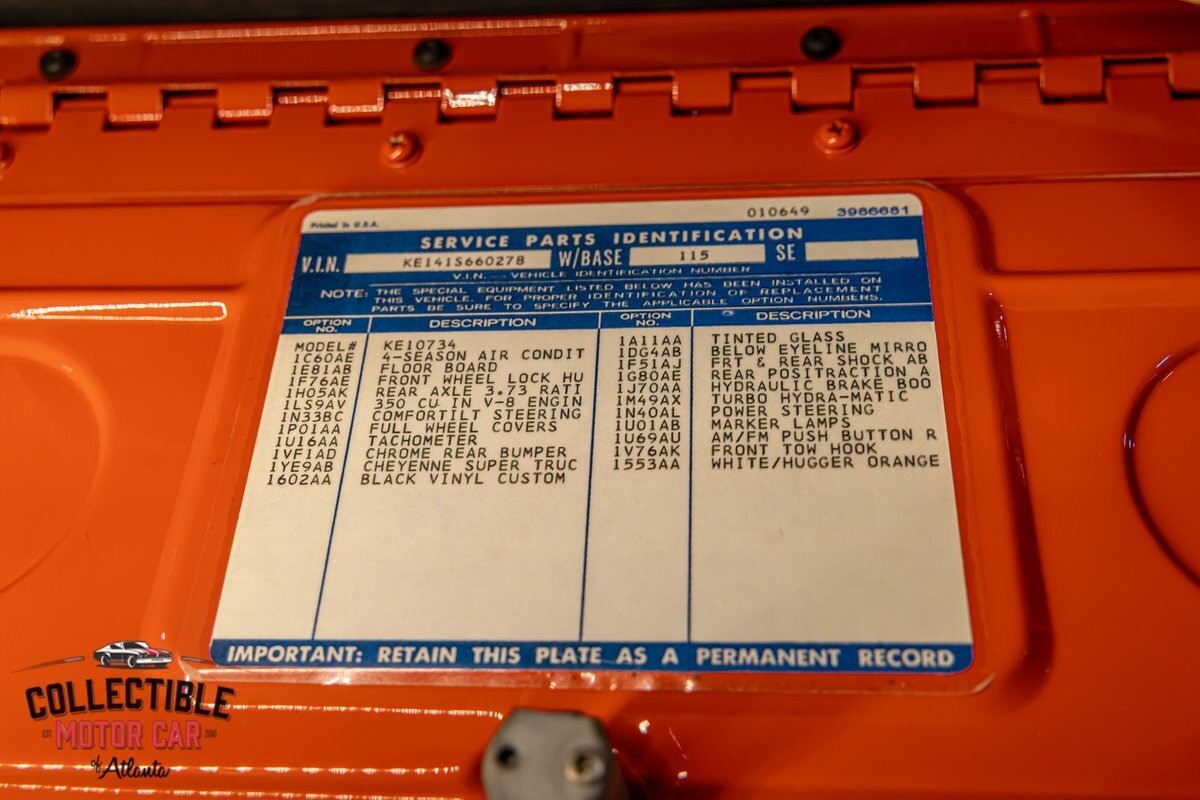 Printed in U.S.A.
010649 3986681
SERVICE PARTS IDENTIFICATION
V.I.N. KE141S660278 W/BASE 115 SE
V.I.N. — VEHICLE IDENTIFICATION NUMBER
NOTE: THE SPECIAL EQUIPMENT LISTED BELOW HAS BEEN INSTALLED ON
THIS VEHICLE. FOR PROPER IDENTIFICATION OF REPLACEMENT
PARTS BE SURE TO SPECIFY THE APPLICABLE OPTION NUMBERS.
OPTION NO. DESCRIPTION
MODEL# KE10734
1C60AE 4-SEASON AIR CONDIT
1E81AB FLOOR BOARD
1F76AE FRONT WHEEL LOCK HU
1H05AK REAR AXLE 3.73 RATI
1LS9AV 350 CU IN V-8 ENGIN
1N33BC COMFORTILT STEERING
1P01AA FULL WHEEL COVERS
1U16AA TACHOMETER
1VF1AD CHROME REAR BUMPER
1YE9AB CHEYENNE SUPER TRUC
1602AA BLACK VINYL CUSTOM
OPTION NO. DESCRIPTION
1A11AA TINTED GLASS
1DG4AB BELOW EYELINE MIRRO
1F51AJ FRT & REAR SHOCK AB
1G80AE REAR POSITRACTION A
1J70AA HYDRAULIC BRAKE BOO
1M49AX TURBO HYDRA-MATIC
1N40AL POWER STEERING
1U01AB MARKER LAMPS
1U69AU AM/FM PUSH BUTTON R
1V76AK FRONT TOW HOOK
1553AA WHITE/HUGGER ORANGE
IMPORTANT: RETAIN THIS PLATE AS A PERMANENT RECORD
COLLECTIBLE
EST. MOTOR CAR 2010
of Atlanta